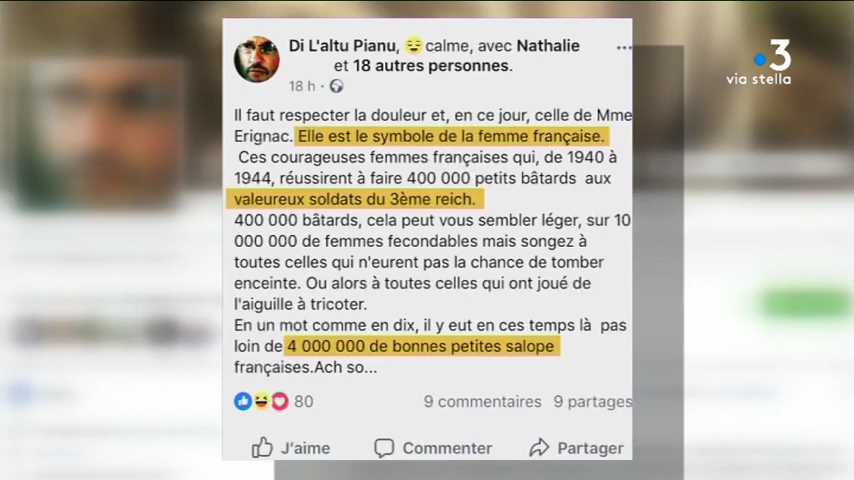 Di L'altu Pianu, calme, avec Nathalie
et 18 autres personnes.
18 h ·
Il faut respecter la douleur et, en ce jour, celle de Mme
Erignac. Elle est le symbole de la femme française.
Ces courageuses femmes françaises qui, de 1940 à
1944, réussirent à faire 400 000 petits bâtards aux
valeureux soldats du 3ème reich.
400 000 bâtards, cela peut vous sembler léger, sur 10
000 000 de femmes fecondables mais songez à
toutes celles qui n'eurent pas la chance de tomber
enceinte. Ou alors à toutes celles qui ont joué de
l'aiguille à tricoter.
En un mot comme en dix, il y eut en ces temps là pas
loin de 4 000 000 de bonnes petites salope
françaises.Ach so...
80 9 commentaires 9 partages
J'aime Commenter Partager
3
via stella